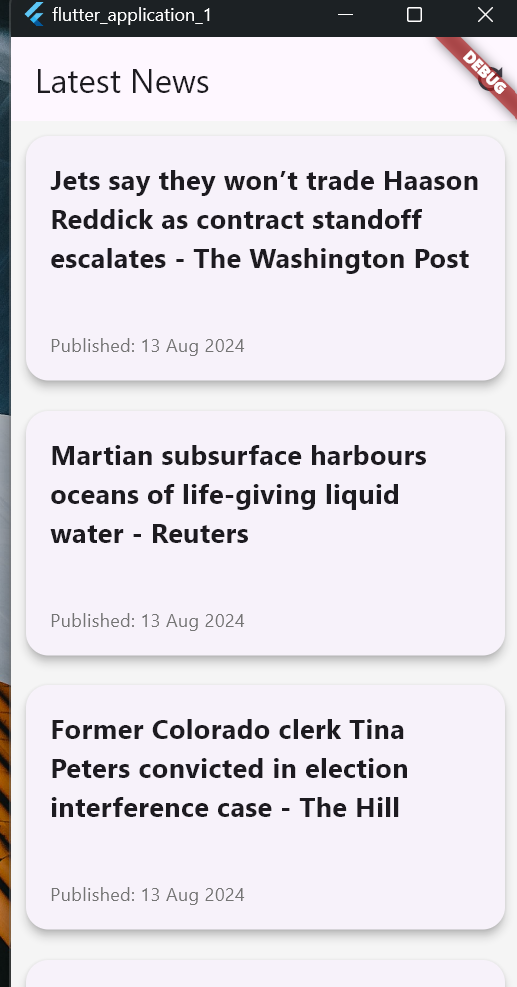 flutter_application_1
Latest News
DEBUG
Jets say they won’t trade Haason
Reddick as contract standoff
escalates - The Washington Post
Published: 13 Aug 2024
Martian subsurface harbours
oceans of life-giving liquid
water - Reuters
Published: 13 Aug 2024
Former Colorado clerk Tina
Peters convicted in election
interference case - The Hill
Published: 13 Aug 2024